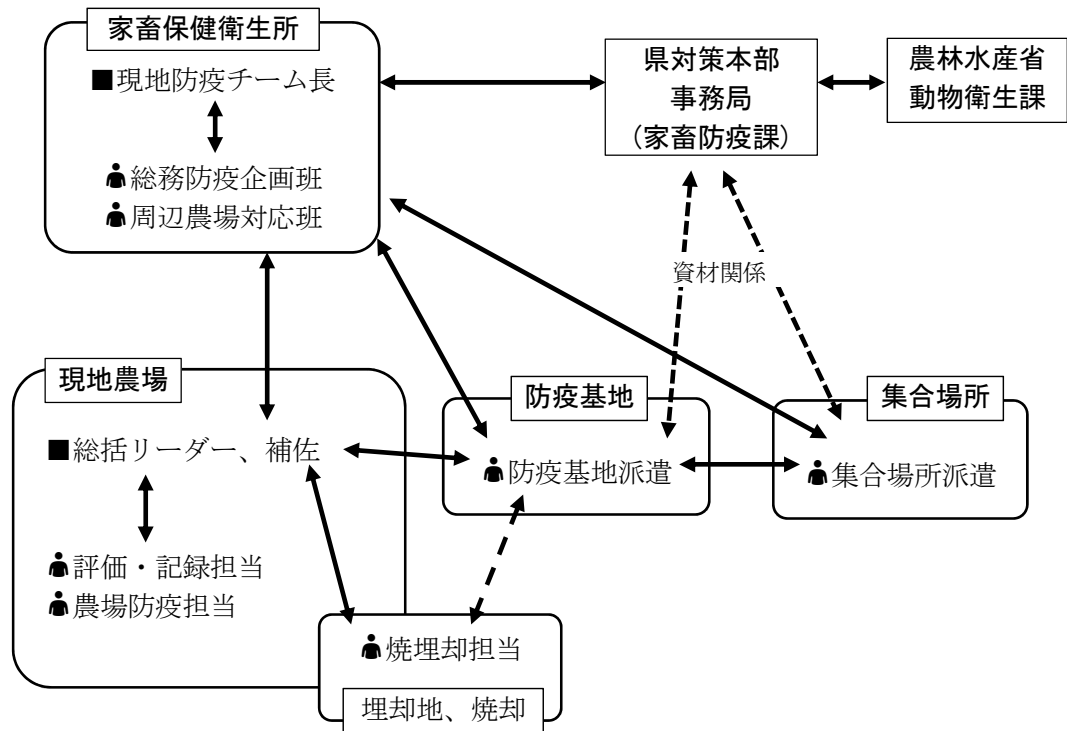 家畜保健衛生所
■現地防疫チーム長
総務防疫企画班
周辺農場対応班
県対策本部
事務局
(家畜防疫課)
農林水産省
動物衛生課
資材関係
現地農場
■総括リーダー、補佐
評価・記録担当
農場防疫担当
防疫基地
防疫基地派遣
集合場所
集合場所派遣
焼埋却担当
埋却地、焼却